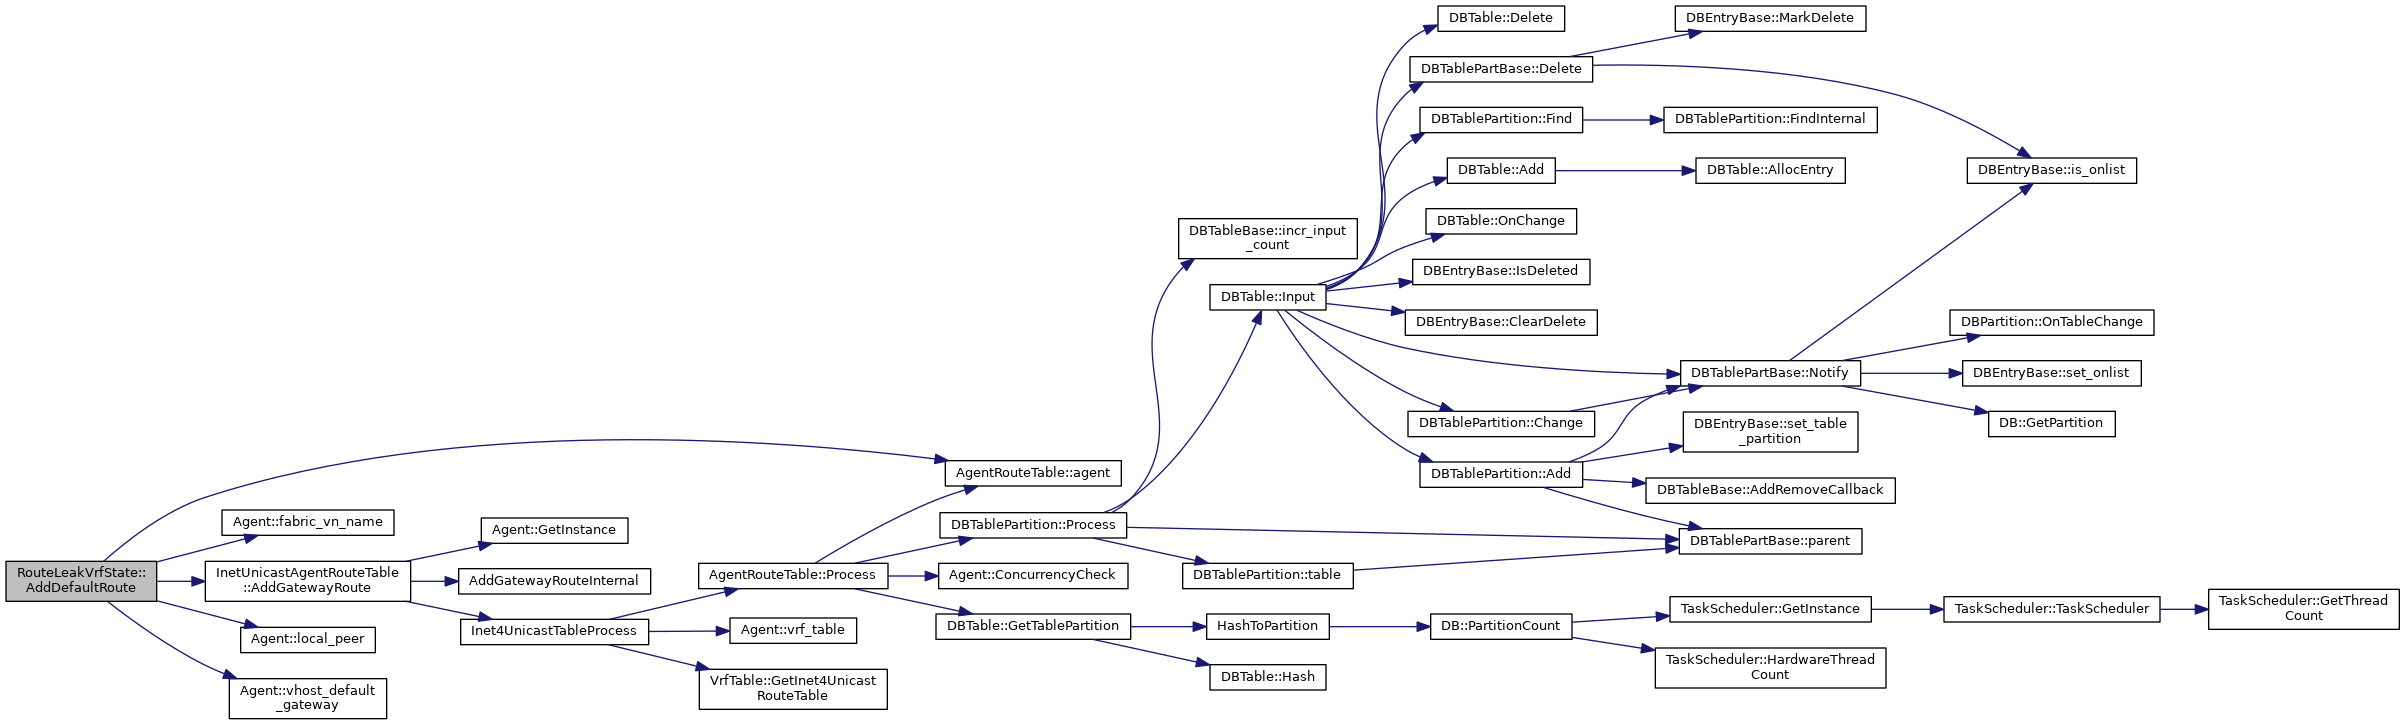 DBTable::Delete
DBEntryBase::MarkDelete
DBTablePartBase::Delete
DBTablePartition::Find
DBTablePartition::FindInternal
DBTable::Add
DBTable::AllocEntry
DBEntryBase::is_onlist
DBTable::OnChange
DBTableBase::incr_input
_count
DBEntryBase::IsDeleted
DBTable::Input
DBEntryBase::ClearDelete
DBPartition::OnTableChange
DBTablePartBase::Notify
DBEntryBase::set_onlist
DBTablePartition::Change
DBEntryBase::set_table
_partition
DB::GetPartition
AgentRouteTable::agent
DBTablePartition::Add
DBTableBase::AddRemoveCallback
Agent::fabric_vn_name
Agent::GetInstance
DBTablePartition::Process
DBTablePartBase::parent
RouteLeakVrfState::
AddDefaultRoute
InetUnicastAgentRouteTable
::AddGatewayRoute
AddGatewayRouteInternal
AgentRouteTable::Process
Agent::ConcurrencyCheck
DBTablePartition::table
Agent::local_peer
Inet4UnicastTableProcess
Agent::vrf_table
DBTable::GetTablePartition
HashToPartition
DB::PartitionCount
TaskScheduler::GetInstance
TaskScheduler::TaskScheduler
TaskScheduler::GetThread
Count
Agent::vhost_default
_gateway
VrfTable::GetInet4Unicast
RouteTable
DBTable::Hash
TaskScheduler::HardwareThread
Count